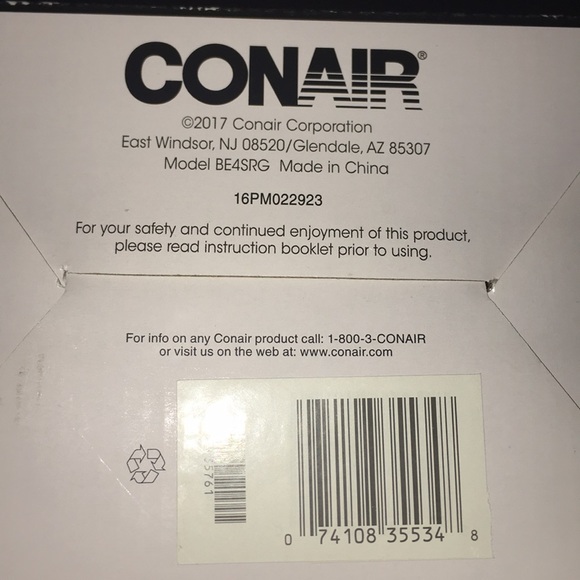 CONAIR®
©2017 Conair Corporation
East Windsor, NJ 08520/Glendale, AZ 85307
Model BE4SRG Made in China
16PM022923
For your safety and continued enjoyment of this product,
please read instruction booklet prior to using.
For info on any Conair product call: 1-800-3-CONAIR
or visit us on the web at: www.conair.com
0 74108 35534 8